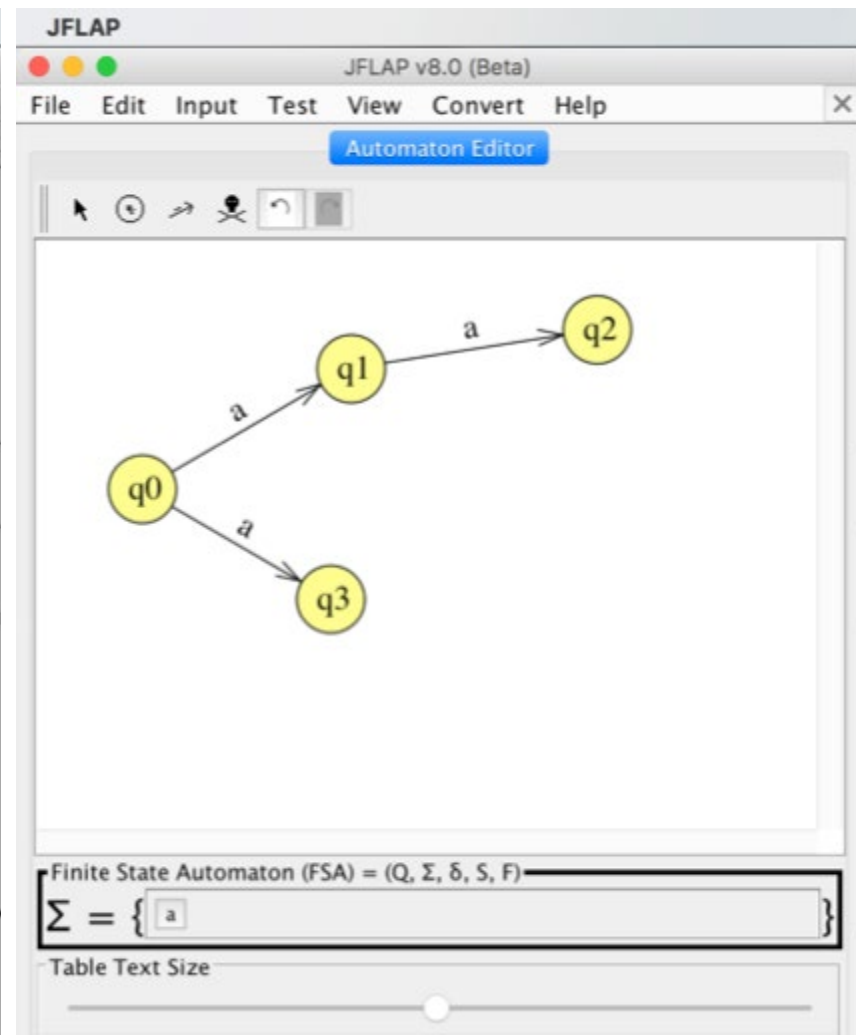 JFLAP
JFLAP v8.0 (Beta)
File Edit Input Test View Convert Help
Automaton Editor
a
q2
q1
a
q0
a
q3
Finite State Automaton (FSA) = (Q, Σ, δ, S, F)
Σ = { a }
Table Text Size